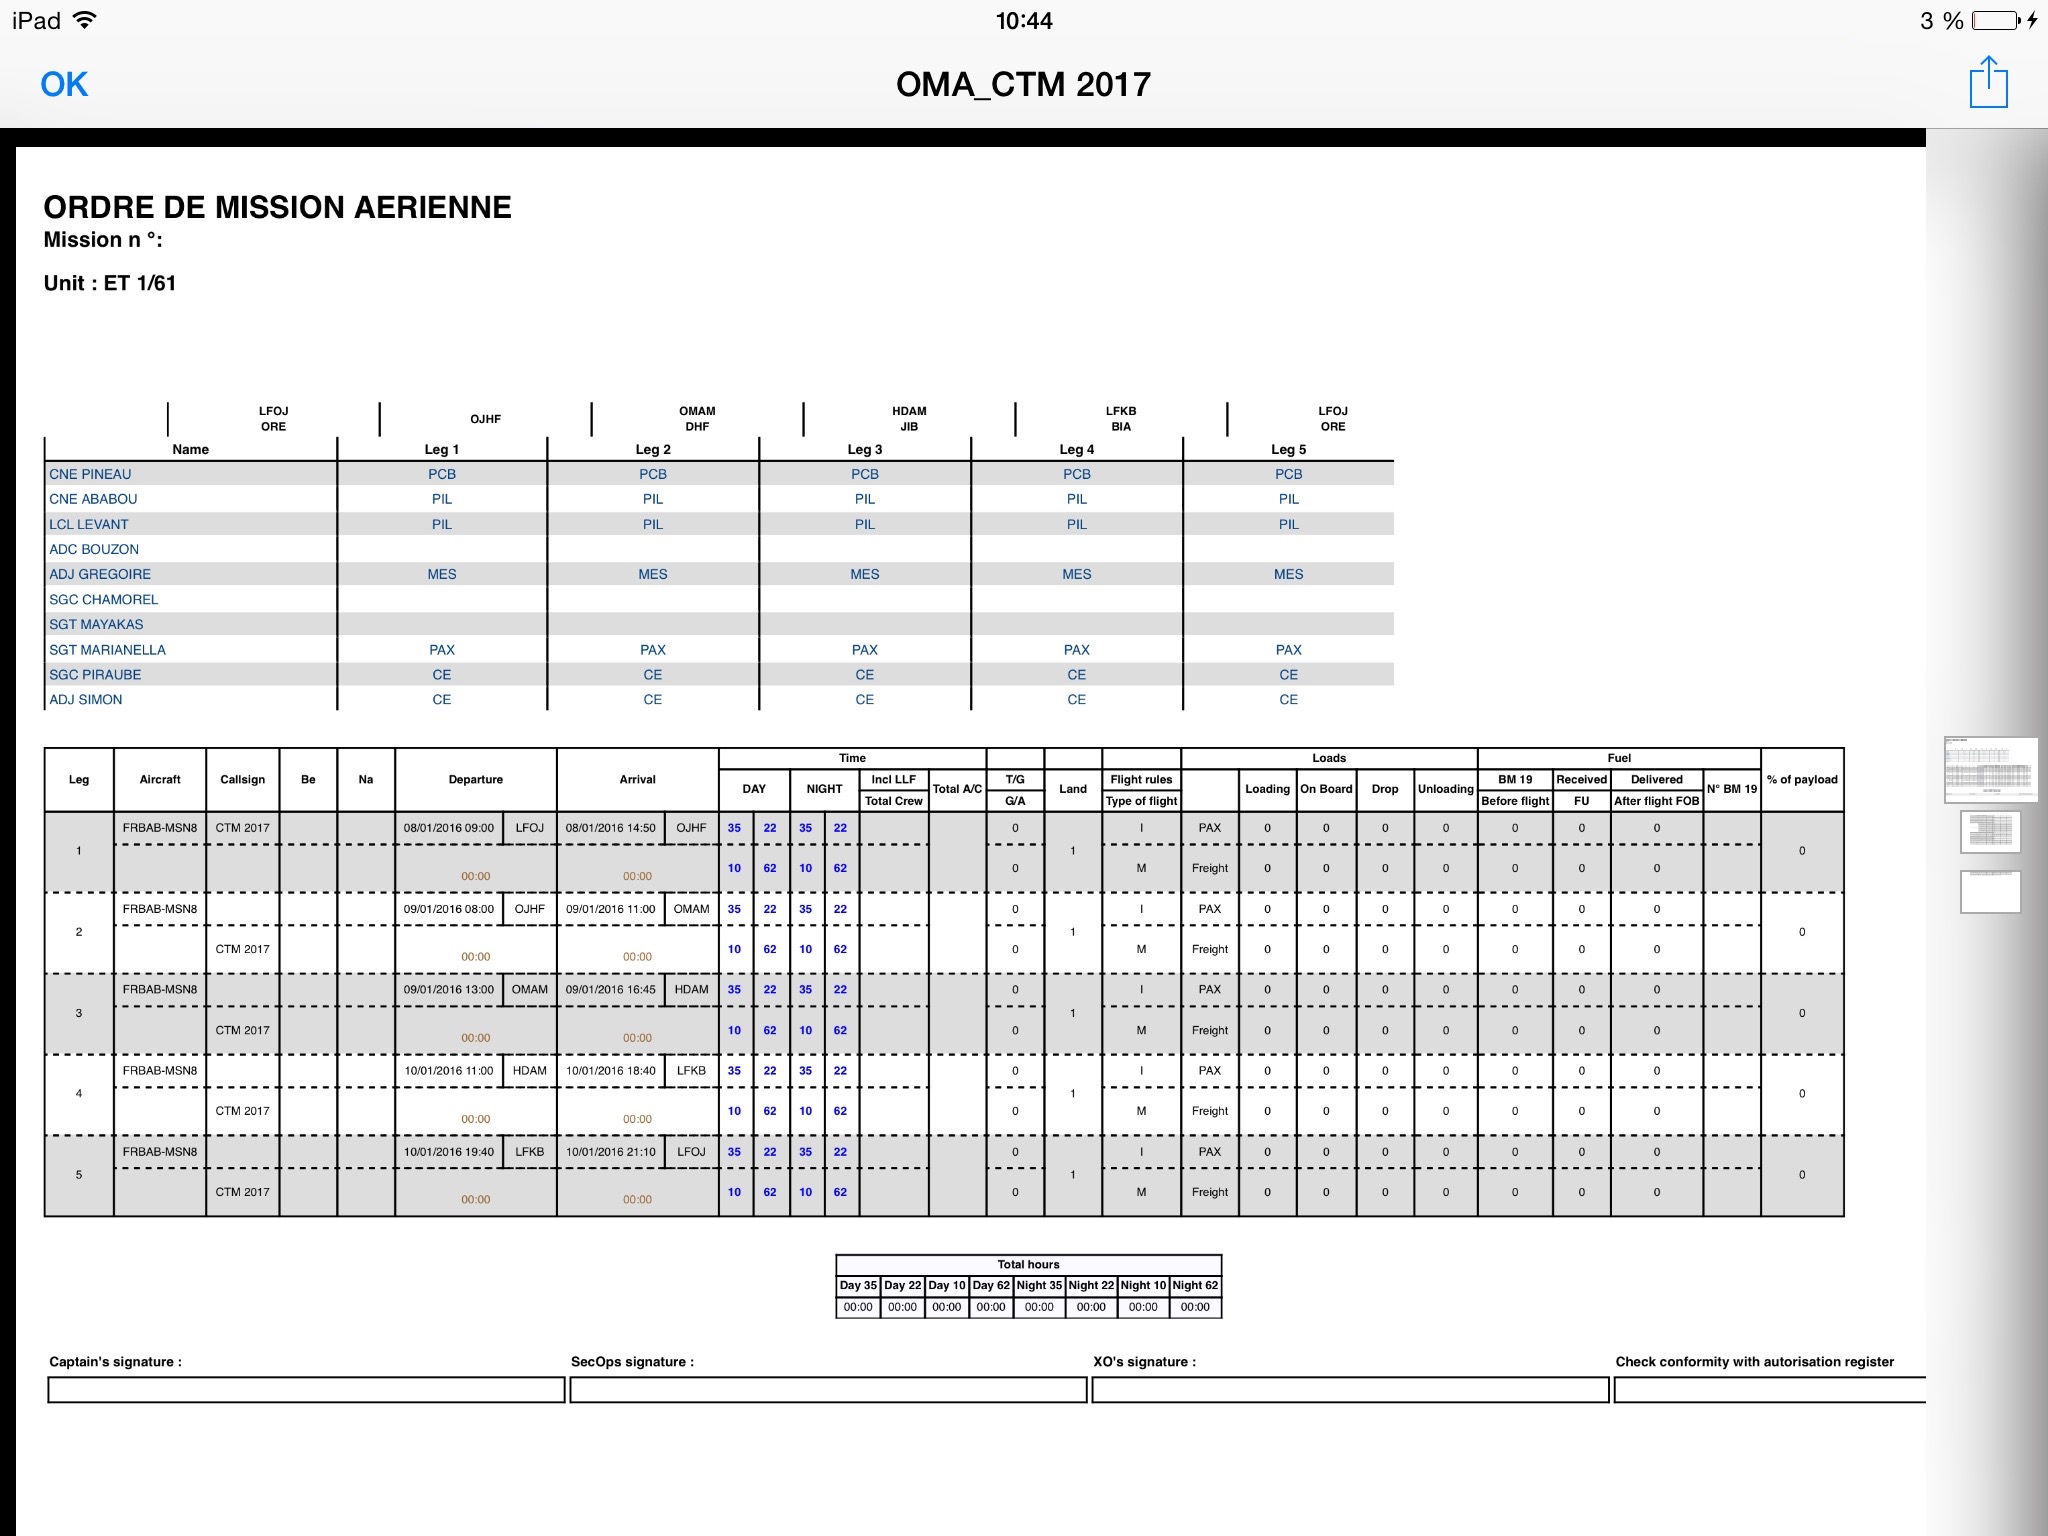 iPad 10:44 3 %
OK OMA_CTM 2017
ORDRE DE MISSION AERIENNE
Mission n °:
Unit : ET 1/61
LFOJ OJHF OMAM HDAM LFKB LFOJ
ORE DHF JIB BIA ORE
Name Leg 1 Leg 2 Leg 3 Leg 4 Leg 5
CNE PINEAU PCB PCB PCB PCB PCB
CNE ABABOU PIL PIL PIL PIL PIL
LCL LEVANT PIL PIL PIL PIL PIL
ADC BOUZON
ADJ GREGOIRE MES MES MES MES MES
SGC CHAMOREL
SGT MAYAKAS
SGT MARIANELLA PAX PAX PAX PAX PAX
SGC PIRAUBE CE CE CE CE CE
ADJ SIMON CE CE CE CE CE
Time Loads Fuel
Leg Aircraft Callsign Be Na Departure Arrival DAY NIGHT Incl LLF Total A/C T/G Land Flight rules Loading On Board Drop Unloading BM 19 Received Delivered N° BM 19 % of payload
Total Crew G/A Type of flight Before flight FU After flight FOB
1 FRBAB-MSN8 CTM 2017 08/01/2016 09:00 LFOJ 08/01/2016 14:50 OJHF 35 22 35 22 0 1 I PAX 0 0 0 0 0 0 0 0
00:00 00:00 10 62 10 62 0 M Freight 0 0 0 0 0 0 0
2 FRBAB-MSN8 09/01/2016 08:00 OJHF 09/01/2016 11:00 OMAM 35 22 35 22 0 1 I PAX 0 0 0 0 0 0 0 0
CTM 2017 00:00 00:00 10 62 10 62 0 M Freight 0 0 0 0 0 0 0
3 FRBAB-MSN8 09/01/2016 13:00 OMAM 09/01/2016 16:45 HDAM 35 22 35 22 0 1 I PAX 0 0 0 0 0 0 0 0
CTM 2017 00:00 00:00 10 62 10 62 0 M Freight 0 0 0 0 0 0 0
4 FRBAB-MSN8 10/01/2016 11:00 HDAM 10/01/2016 18:40 LFKB 35 22 35 22 0 1 I PAX 0 0 0 0 0 0 0 0
CTM 2017 00:00 00:00 10 62 10 62 0 M Freight 0 0 0 0 0 0 0
5 FRBAB-MSN8 10/01/2016 19:40 LFKB 10/01/2016 21:10 LFOJ 35 22 35 22 0 1 I PAX 0 0 0 0 0 0 0 0
CTM 2017 00:00 00:00 10 62 10 62 0 M Freight 0 0 0 0 0 0 0
Total hours
Day 35 Day 22 Day 10 Day 62 Night 35 Night 22 Night 10 Night 62
00:00 00:00 00:00 00:00 00:00 00:00 00:00 00:00
Captain's signature : SecOps signature : XO's signature : Check conformity with autorisation register